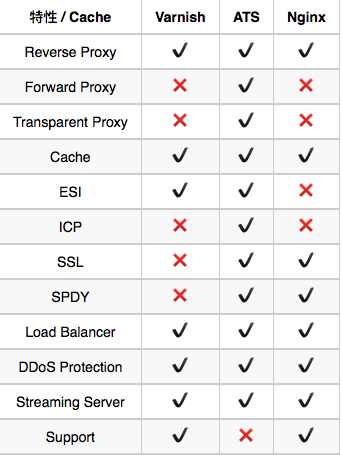 特性 / Cache Varnish ATS Nginx
Reverse Proxy ✔ ✔ ✔
Forward Proxy ✕ ✔ ✕
Transparent Proxy ✕ ✔ ✕
Cache ✔ ✔ ✔
ESI ✔ ✔ ✕
ICP ✕ ✔ ✕
SSL ✕ ✔ ✔
SPDY ✕ ✔ ✔
Load Balancer ✔ ✔ ✔
DDoS Protection ✔ ✔ ✔
Streaming Server ✔ ✔ ✔
Support ✔ ✕ ✔